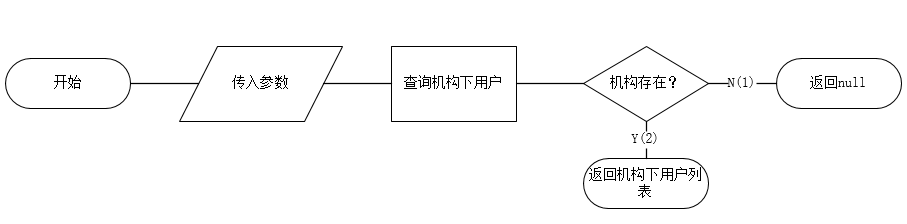 开始
传入参数
查询机构下用户
机构存在？
N(1)
返回null
Y(2)
返回机构下用户列
表